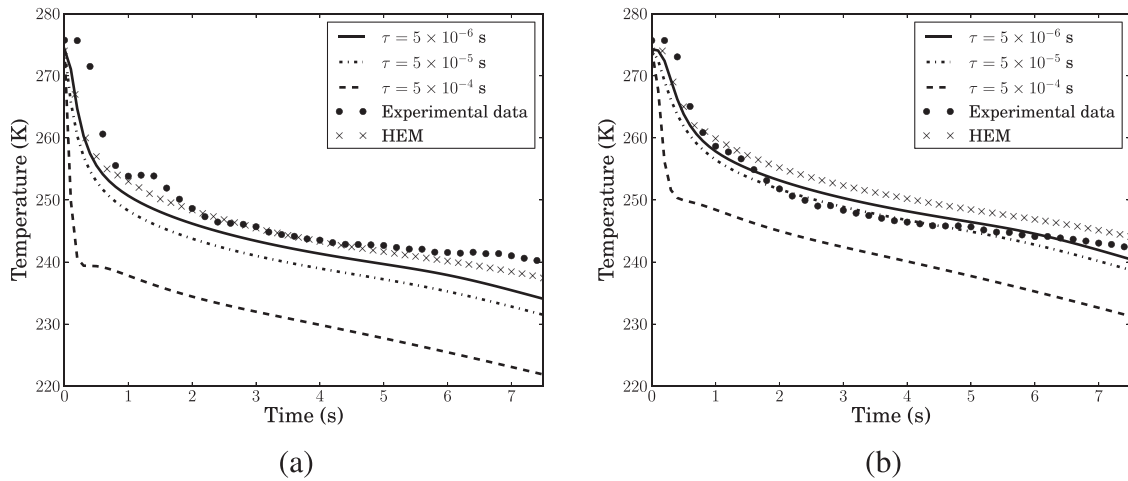 280
270
260
250
240
230
220
Temperature (K)
0 1 2 3 4 5 6 7
Time (s)
τ = 5 × 10⁻⁶ s
τ = 5 × 10⁻⁵ s
τ = 5 × 10⁻⁴ s
Experimental data
HEM
(a)
280
270
260
250
240
230
220
Temperature (K)
0 1 2 3 4 5 6 7
Time (s)
τ = 5 × 10⁻⁶ s
τ = 5 × 10⁻⁵ s
τ = 5 × 10⁻⁴ s
Experimental data
HEM
(b)